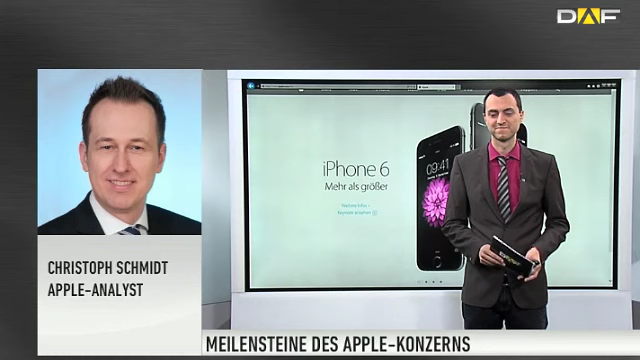 DAF
iPhone 6
Mehr als größer
09:41
CHRISTOPH SCHMIDT
APPLE-ANALYST
MEILENSTEINE DES APPLE-KONZERNS